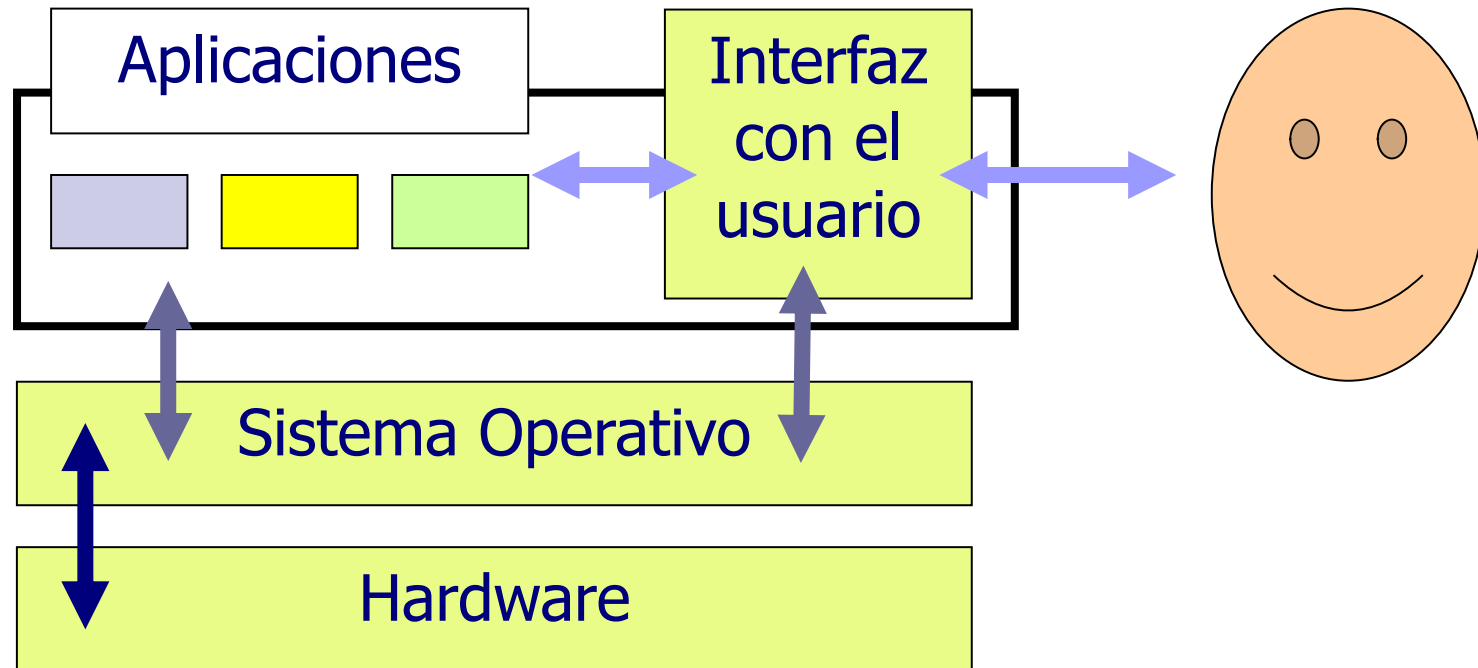 Aplicaciones
Interfaz
con el
usuario
Sistema Operativo
Hardware